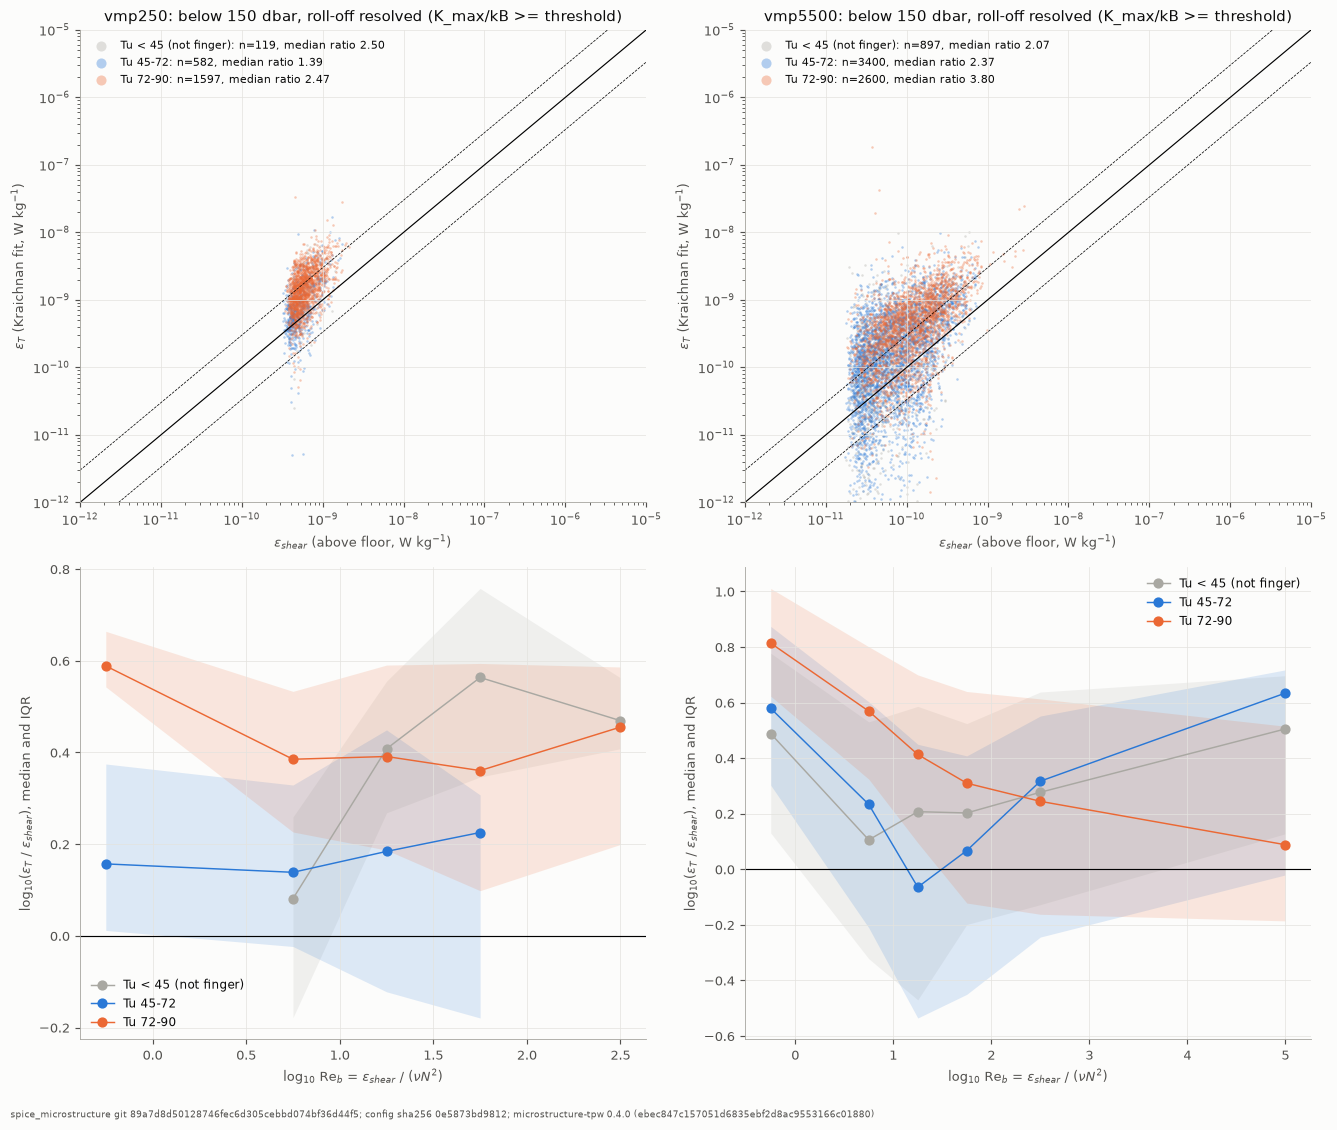 vmp250: below 150 dbar, roll-off resolved (K_max/kB >= threshold)
10⁻⁵
10⁻⁶
10⁻⁷
10⁻⁸
10⁻⁹
10⁻¹⁰
10⁻¹¹
10⁻¹²
ε_T (Kraichnan fit, W kg⁻¹)
Tu < 45 (not finger): n=119, median ratio 2.50
Tu 45-72: n=582, median ratio 1.39
Tu 72-90: n=1597, median ratio 2.47
10⁻¹² 10⁻¹¹ 10⁻¹⁰ 10⁻⁹ 10⁻⁸ 10⁻⁷ 10⁻⁶ 10⁻⁵
ε_shear (above floor, W kg⁻¹)
vmp5500: below 150 dbar, roll-off resolved (K_max/kB >= threshold)
10⁻⁵
10⁻⁶
10⁻⁷
10⁻⁸
10⁻⁹
10⁻¹⁰
10⁻¹¹
10⁻¹²
ε_T (Kraichnan fit, W kg⁻¹)
Tu < 45 (not finger): n=897, median ratio 2.07
Tu 45-72: n=3400, median ratio 2.37
Tu 72-90: n=2600, median ratio 3.80
10⁻¹² 10⁻¹¹ 10⁻¹⁰ 10⁻⁹ 10⁻⁸ 10⁻⁷ 10⁻⁶ 10⁻⁵
ε_shear (above floor, W kg⁻¹)
0.8
0.6
0.4
0.2
0.0
−0.2
log₁₀(ε_T / ε_shear), median and IQR
Tu < 45 (not finger)
Tu 45-72
Tu 72-90
0.0 0.5 1.0 1.5 2.0 2.5
log₁₀ Re_b = ε_shear / (νN²)
1.0
0.8
0.6
0.4
0.2
0.0
−0.2
−0.4
−0.6
log₁₀(ε_T / ε_shear), median and IQR
Tu < 45 (not finger)
Tu 45-72
Tu 72-90
0 1 2 3 4 5
log₁₀ Re_b = ε_shear / (νN²)
spice_microstructure git 89a7d8d50128746fec6d305cebbd074bf36d44f5; config sha256 0e5873bd9812; microstructure-tpw 0.4.0 (ebec847c157051d6835ebf2d8ac9553166c01880)